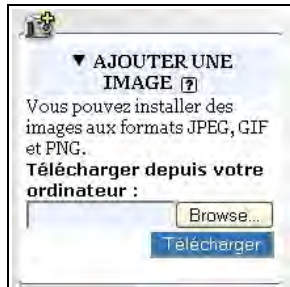 ▼ AJOUTER UNE
IMAGE [?]
Vous pouvez installer des
images aux formats JPEG, GIF
et PNG.
Télécharger depuis votre
ordinateur :
Browse...
Télécharger